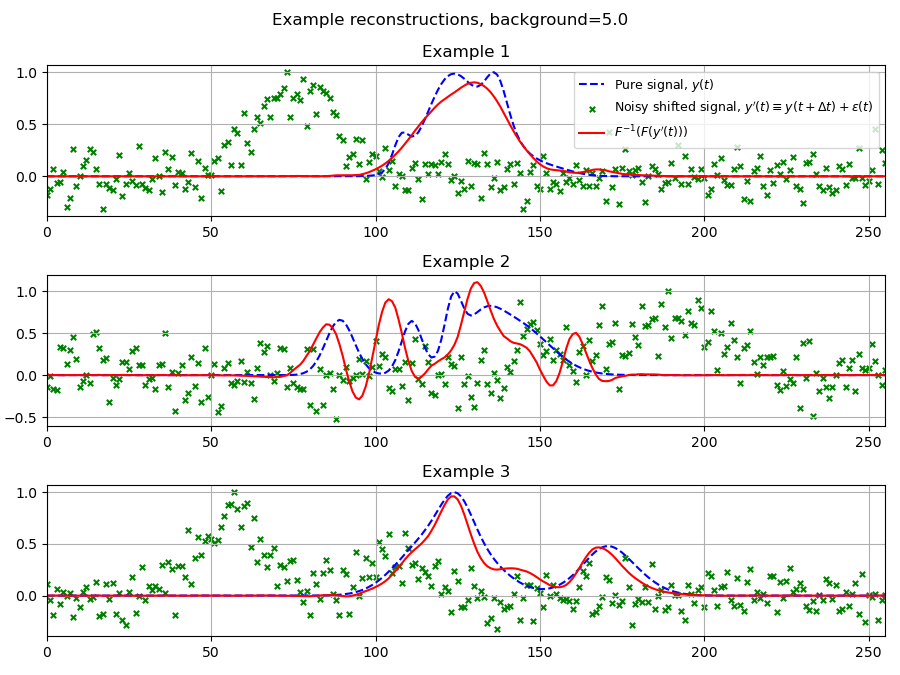 Example reconstructions, background=5.0
Example 1
1.0
0.5
0.0
Pure signal, y(t)
Noisy shifted signal, y′(t) ≡ y(t + Δt) + ε(t)
F⁻¹(F(y′(t)))
0 50 100 150 200 250
Example 2
1.0
0.5
0.0
−0.5
0 50 100 150 200 250
Example 3
1.0
0.5
0.0
0 50 100 150 200 250